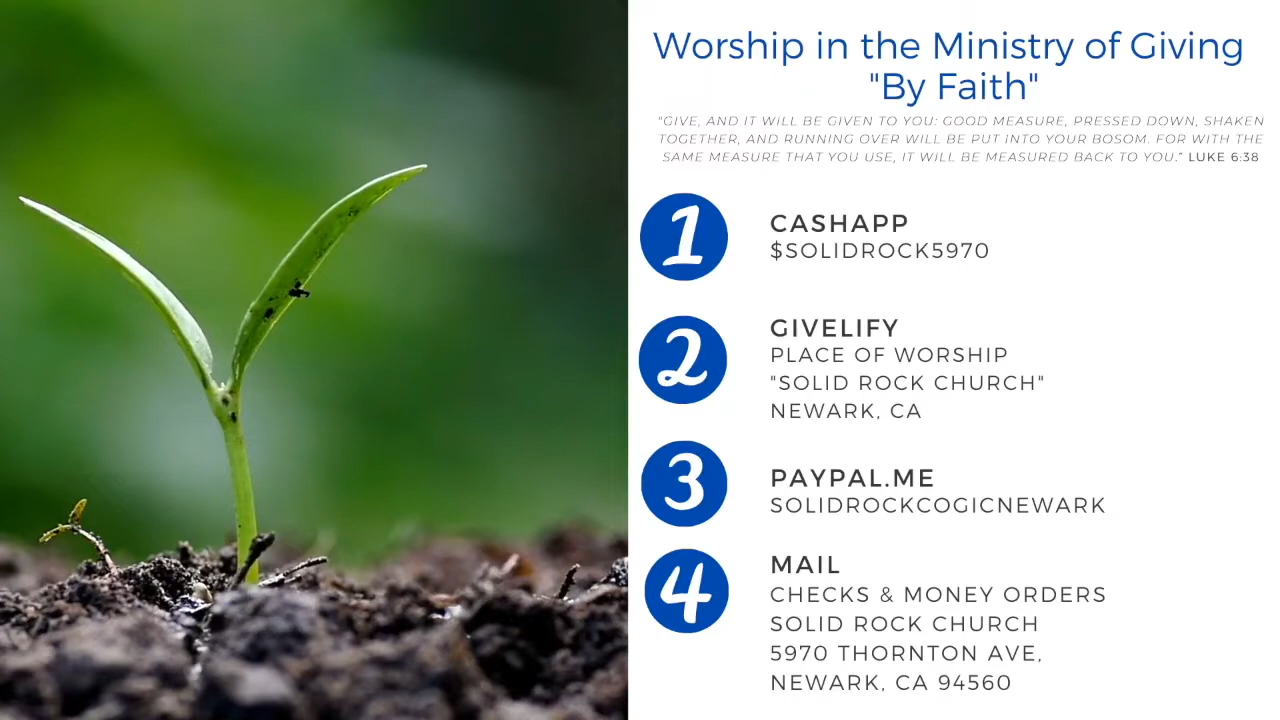 Worship in the Ministry of Giving
"By Faith"
"GIVE, AND IT WILL BE GIVEN TO YOU: GOOD MEASURE, PRESSED DOWN, SHAKEN
TOGETHER, AND RUNNING OVER WILL BE PUT INTO YOUR BOSOM. FOR WITH THE
SAME MEASURE THAT YOU USE, IT WILL BE MEASURED BACK TO YOU." LUKE 6:38
1
CASHAPP
$SOLIDROCK5970
2
GIVELIFY
PLACE OF WORSHIP
"SOLID ROCK CHURCH"
NEWARK, CA
3
PAYPAL.ME
SOLIDROCKCOGICNEWARK
4
MAIL
CHECKS & MONEY ORDERS
SOLID ROCK CHURCH
5970 THORNTON AVE,
NEWARK, CA 94560